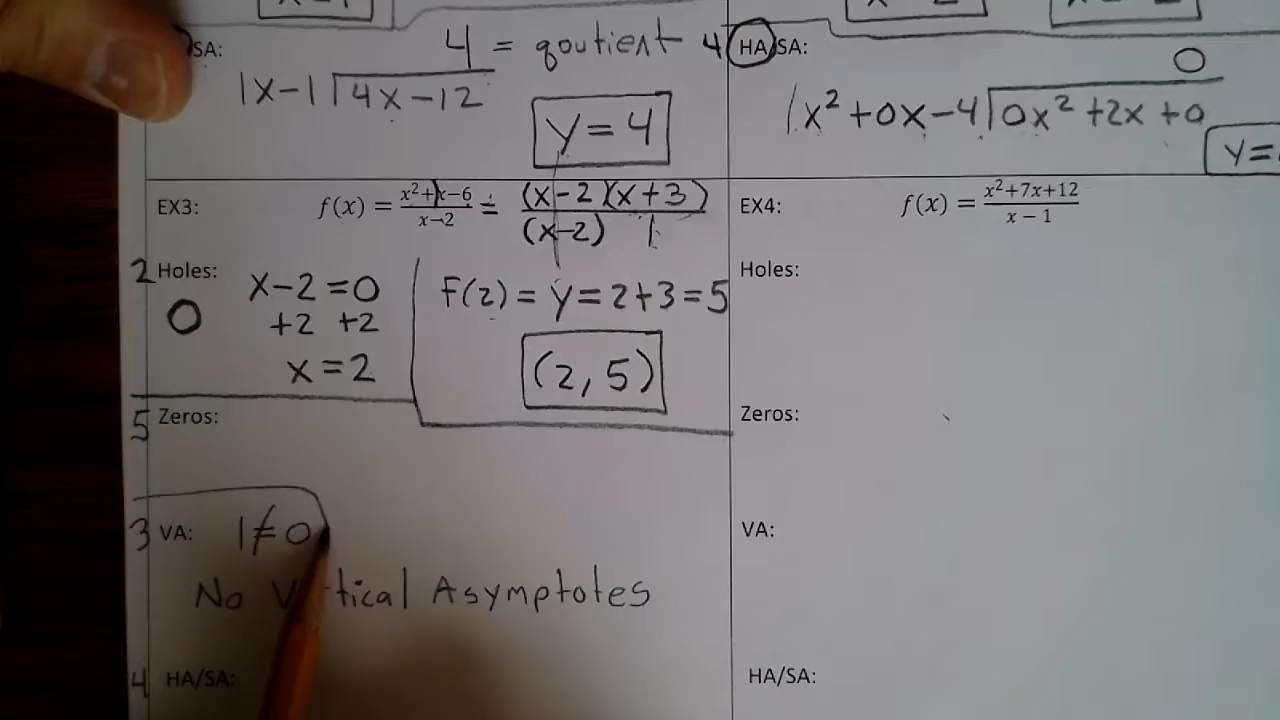 SA:
4 = qoutient
1x-1 4x-12
y=4
4 HA/SA:
0
1x²+0x-4 0x²+2x+0
y=
EX3: f(x) = x²+x-6 / x-2 = (x-2)(x+3) / (x-2) 1
2 Holes:
0
x-2=0
+2 +2
x=2
F(2)= y=2+3=5
(2,5)
5 Zeros:
3 VA: 1≠0
No Vertical Asymptotes
4 HA/SA:
EX4: f(x) = x²+7x+12 / x-1
Holes:
Zeros:
VA:
HA/SA: